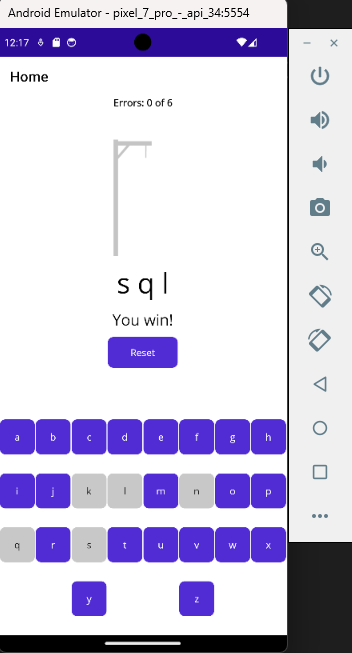 Android Emulator - pixel_7_pro_-_api_34:5554
12:17
Home
Errors: 0 of 6
s q l
You win!
Reset
a b c d e f g h
i j k l m n o p
q r s t u v w x
y z